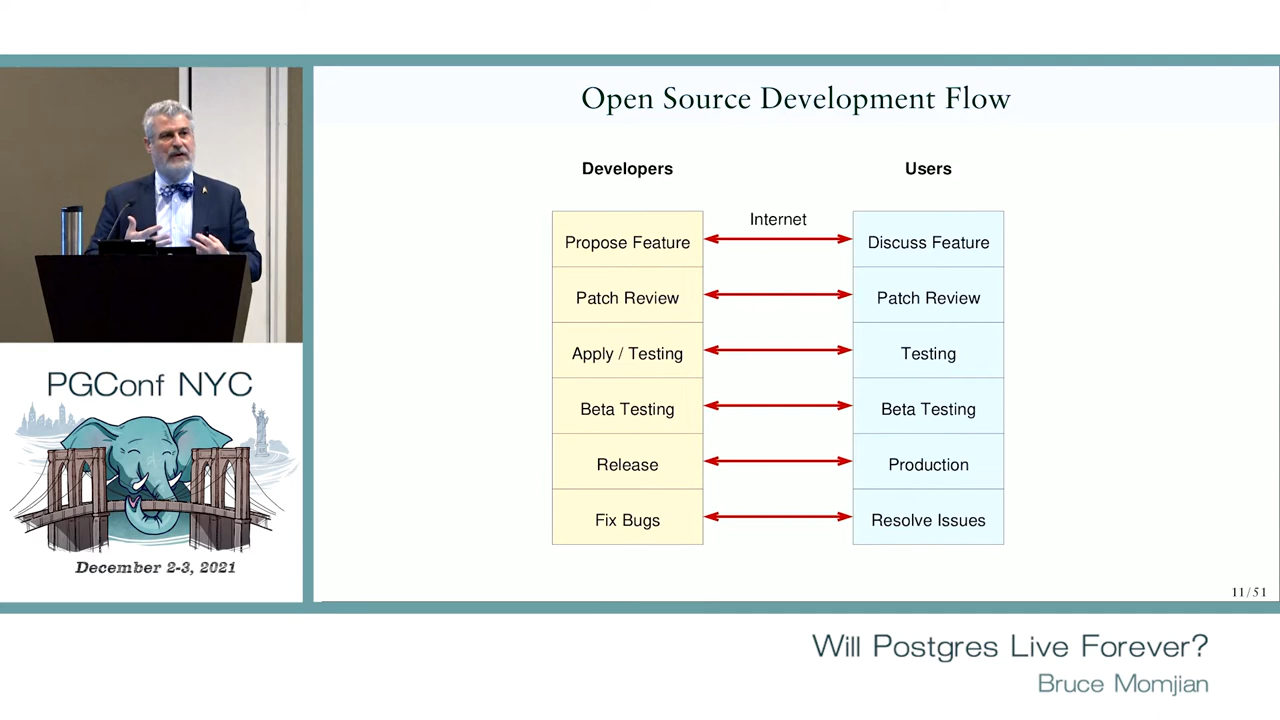 Open Source Development Flow
Developers
Users
Internet
Propose Feature
Discuss Feature
Patch Review
Patch Review
Apply / Testing
Testing
Beta Testing
Beta Testing
Release
Production
Fix Bugs
Resolve Issues
11/51
PGConf NYC
December 2-3, 2021
Will Postgres Live Forever?
Bruce Momjian